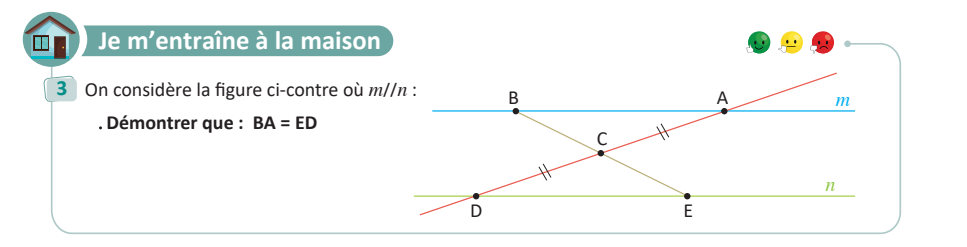 Je m'entraîne à la maison
3 On considère la figure ci-contre où m//n :
. Démontrer que : BA = ED
B
A
m
C
n
D
E